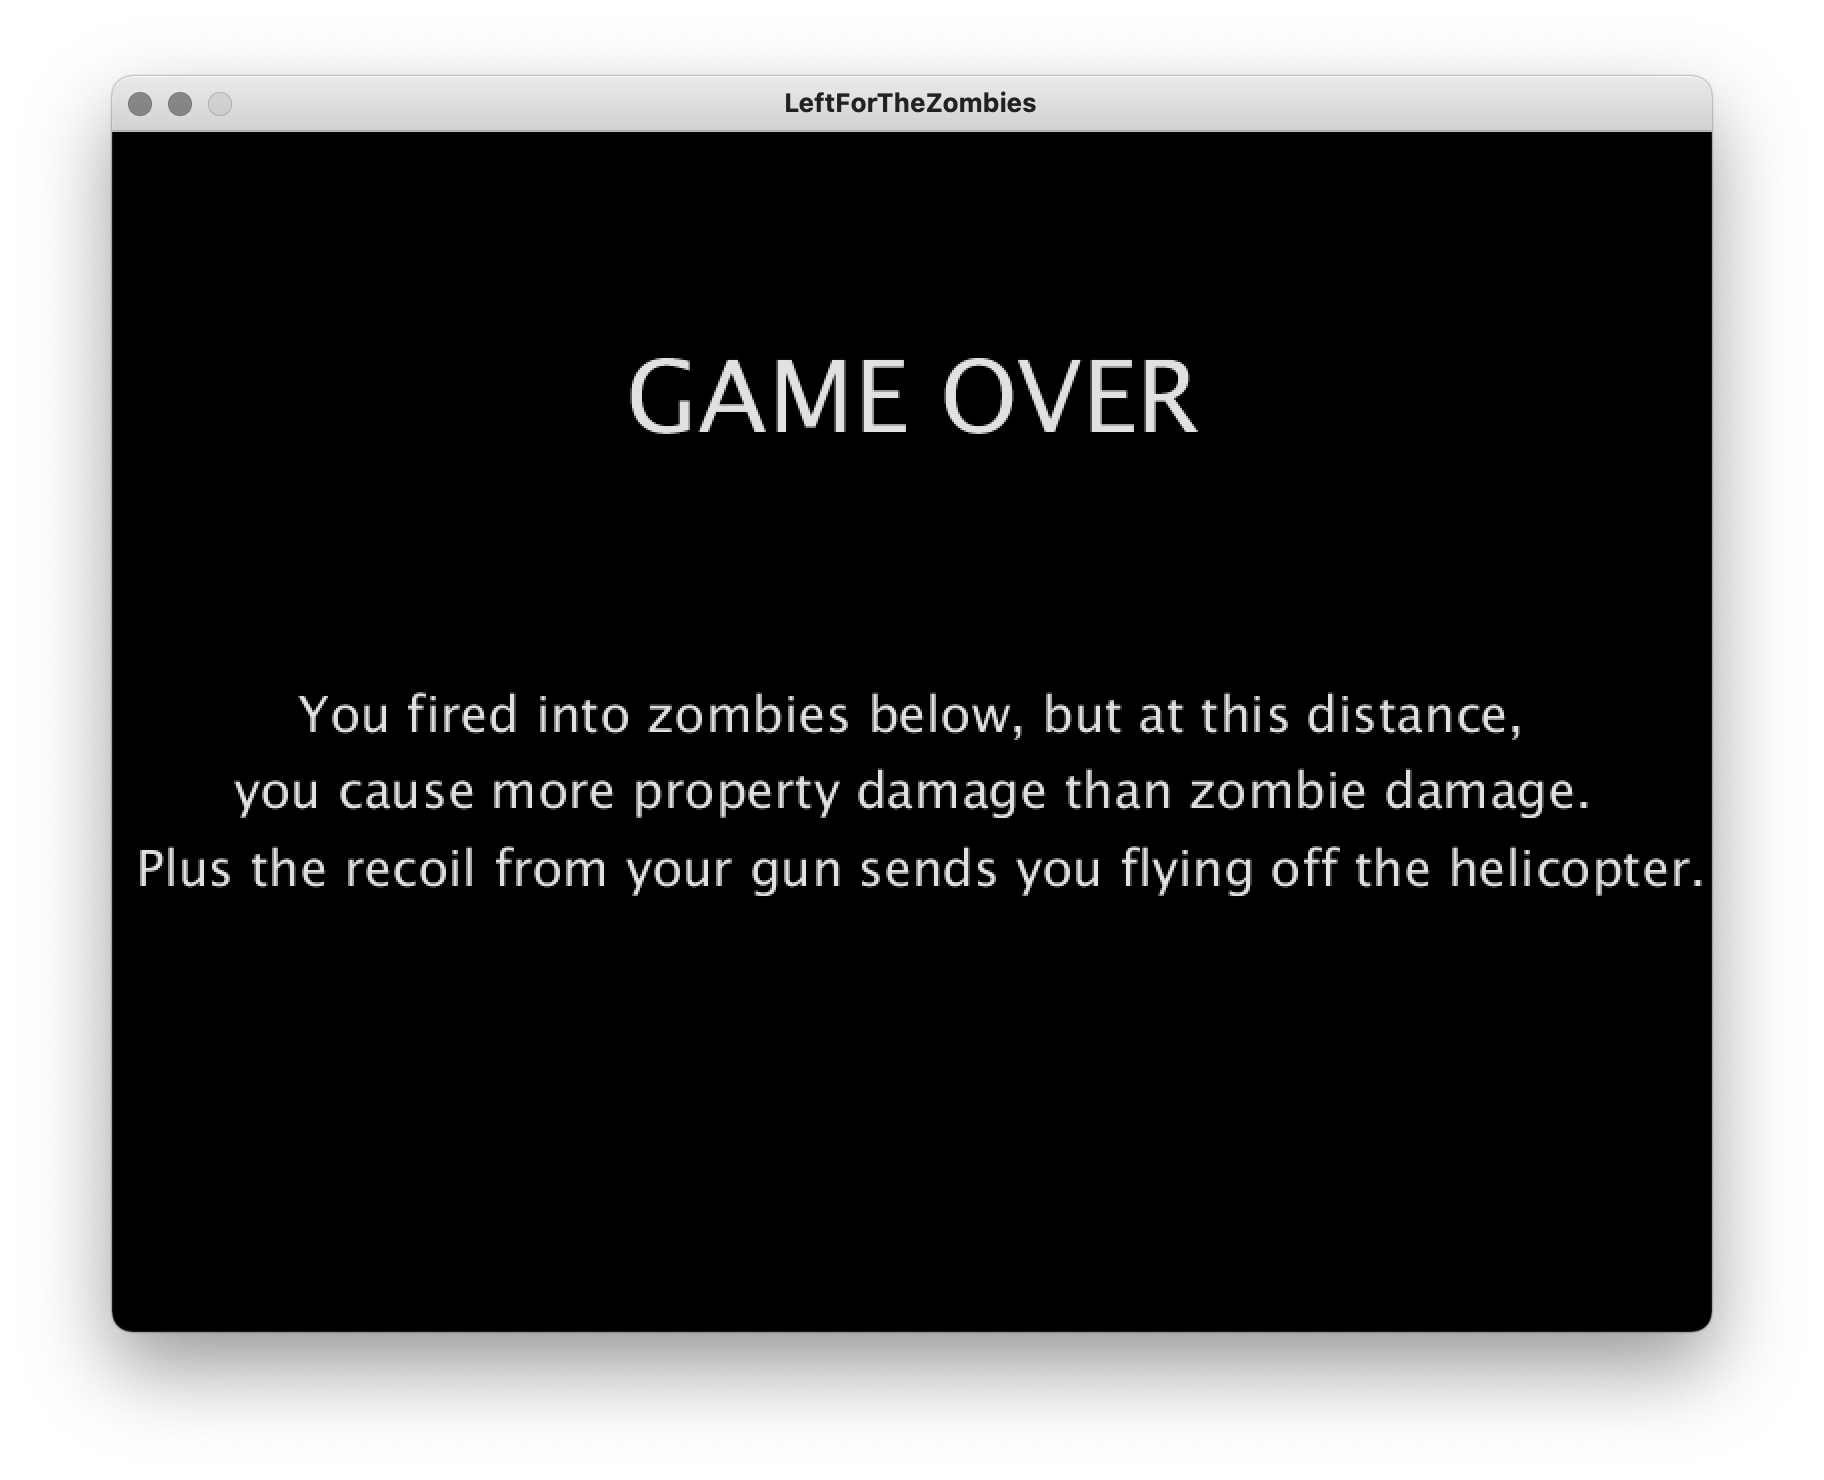 LeftForTheZombies
GAME OVER
You fired into zombies below, but at this distance,
you cause more property damage than zombie damage.
Plus the recoil from your gun sends you flying off the helicopter.